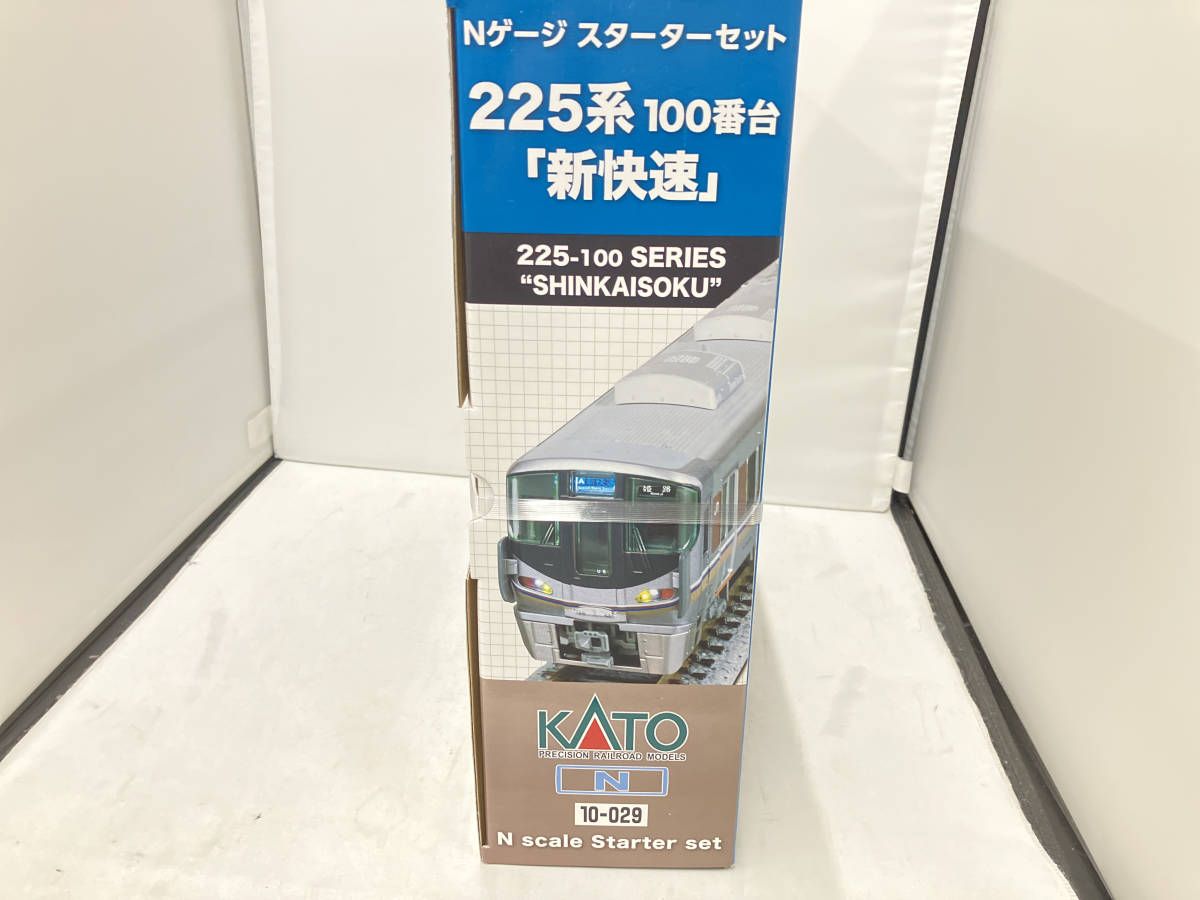 Nゲージ スターターセット
225系 100番台
「新快速」
225-100 SERIES
“SHINKAISOKU”
KATO
PRECISION RAILROAD MODELS
N
10-029
N scale Starter set